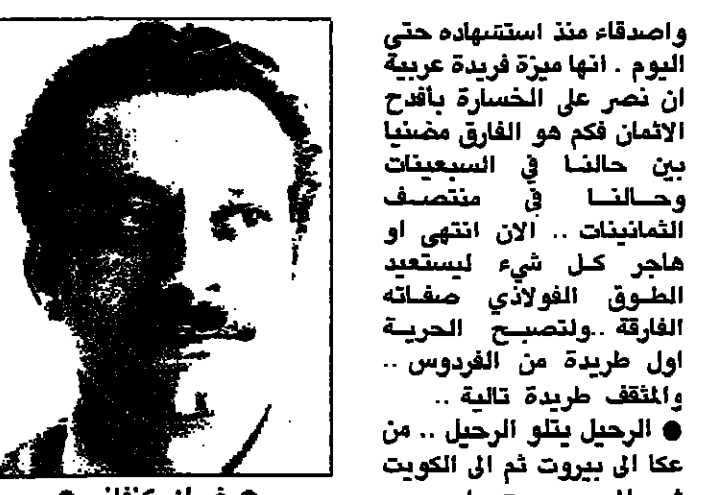 واصدقاء منذ استشهاده حتى
اليوم . انها ميزة فريدة عربية
ان نصر على الخسارة بأفدح
الاثمان فكم هو الفارق مضنيا
بين حالنا في السبعينات
وحالنا في منتصف
الثمانينات .. الان انتهى او
هاجر كل شيء ليستعيد
الطوق الفولاذي صفاته
الفارقة ..ولتصبح الحرية
اول طريدة من الفردوس ..
والمثقف طريدة تالية ..
● الرحيل يتلو الرحيل .. من
عكا الى بيروت ثم الى الكويت